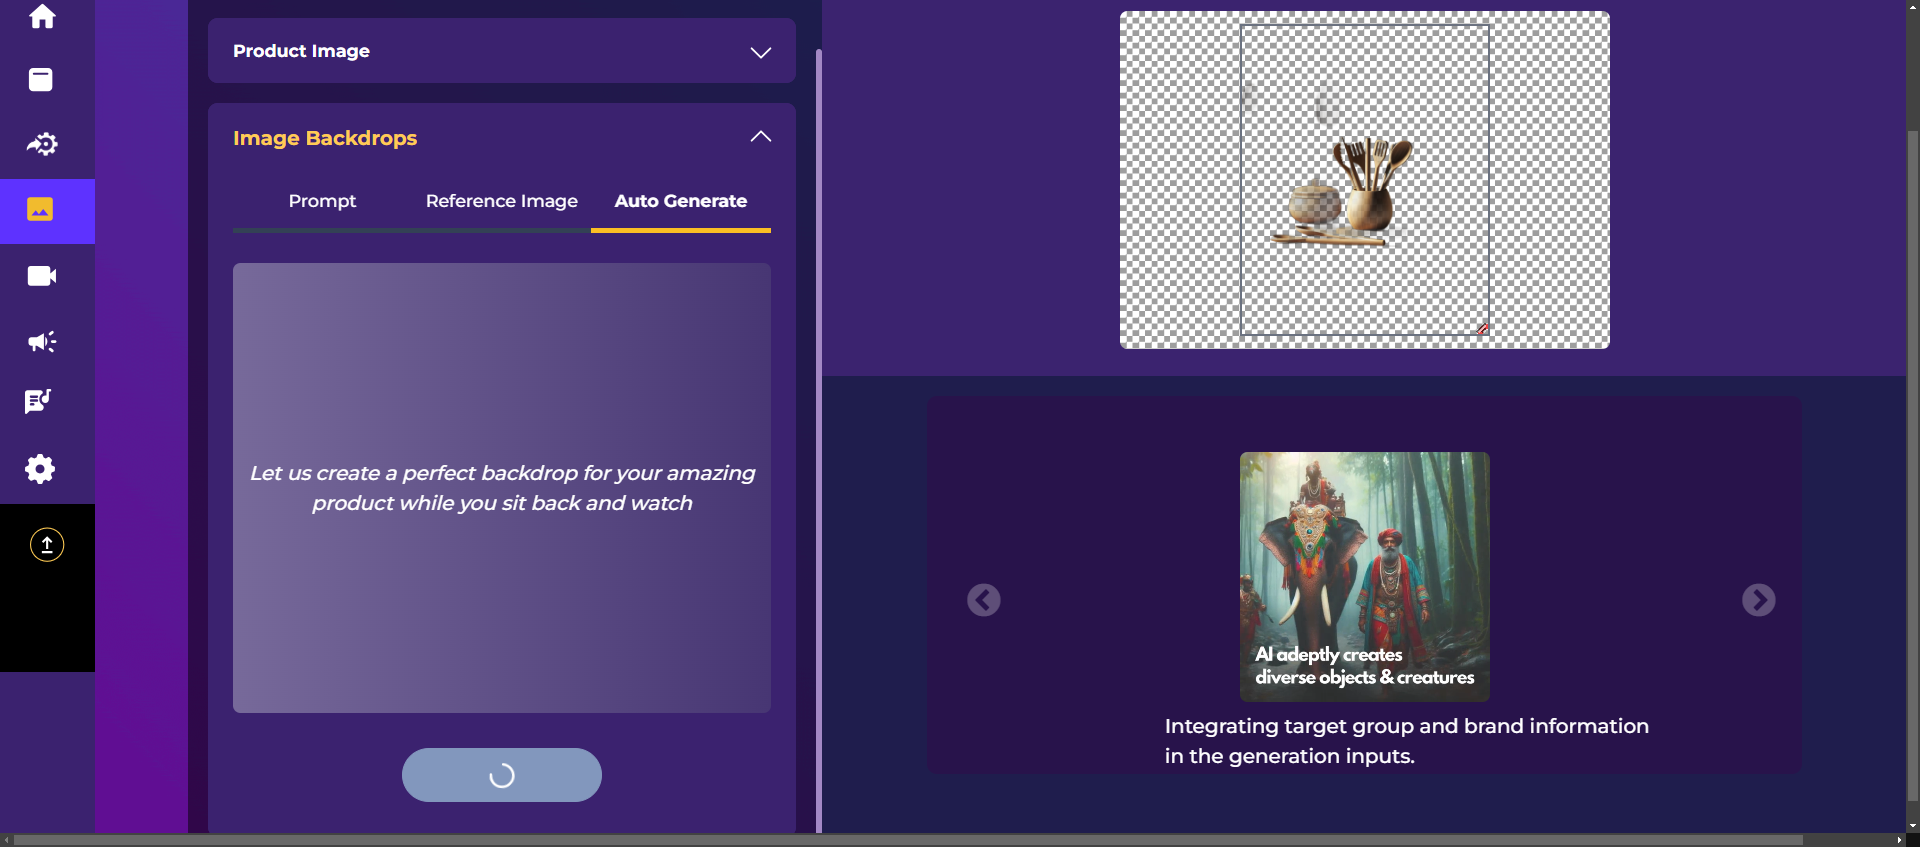 Product Image
Image Backdrops
Prompt
Reference Image
Auto Generate
Let us create a perfect backdrop for your amazing
product while you sit back and watch
AI adeptly creates
diverse objects & creatures
Integrating target group and brand information
in the generation inputs.